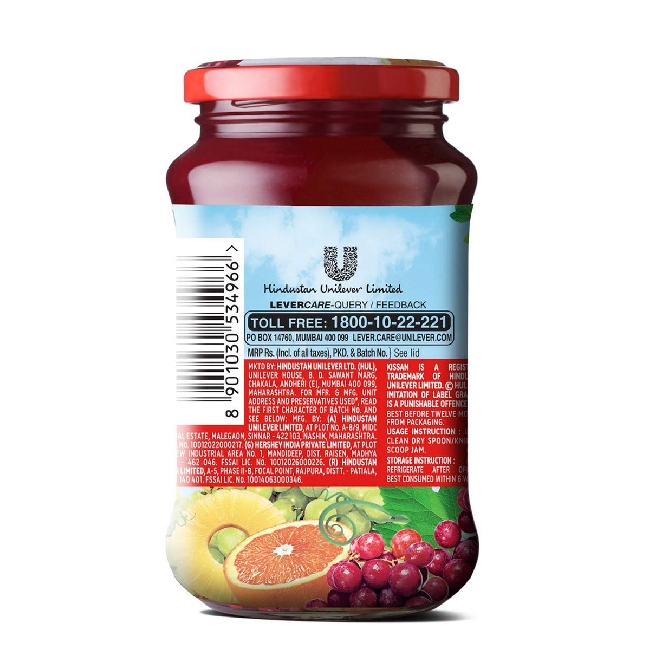 8 901030 534966 >
Hindustan Unilever Limited
LEVERCARE-QUERY / FEEDBACK
TOLL FREE: 1800-10-22-221
PO BOX 14760, MUMBAI 400 099 LEVER.CARE@UNILEVER.COM
MRP Rs. (Incl. of all taxes), PKD. & Batch No. } See lid
MKTD BY: HINDUSTAN UNILEVER LTD. (HUL),
UNILEVER HOUSE, B. D. SAWANT MARG,
CHAKALA, ANDHERI (E), MUMBAI 400 099,
MAHARASHTRA. FOR MFR. & MFG. UNIT
ADDRESS AND PRESERVATIVES USED*, READ
THE FIRST CHARACTER OF BATCH No. AND
SEE BELOW: MFG. BY: (A) HINDUSTAN
UNILEVER LIMITED, AT PLOT No. A-8/9, MIDC
AL ESTATE, MALEGAON, SINNAR - 422103, NASHIK, MAHARASHTRA.
No. 10012022000217. (G) HERSHEY INDIA PRIVATE LIMITED, AT PLOT
EW INDUSTRIAL AREA No. 1, MANDIDEEP, DIST. RAISEN, MADHYA
- 462 046. FSSAI LIC. No. 10012026000226. (R) HINDUSTAN
LIMITED, A-5, PHASE II-B, FOCAL POINT, RAJPURA, DISTT. - PATIALA,
140 401. FSSAI LIC. No. 10014063000346.
KISSAN IS A REGIST
TRADEMARK OF HINDU
UNILEVER LIMITED. © HUL
IMITATION OF LABEL GRA
IS A PUNISHABLE OFFENCE
BEST BEFORE TWELVE MO
FROM PACKAGING.
USAGE INSTRUCTION :
CLEAN DRY SPOON/KNI
SCOOP JAM.
STORAGE INSTRUCTION :
REFRIGERATE AFTER OP
BEST CONSUMED WITHIN 6